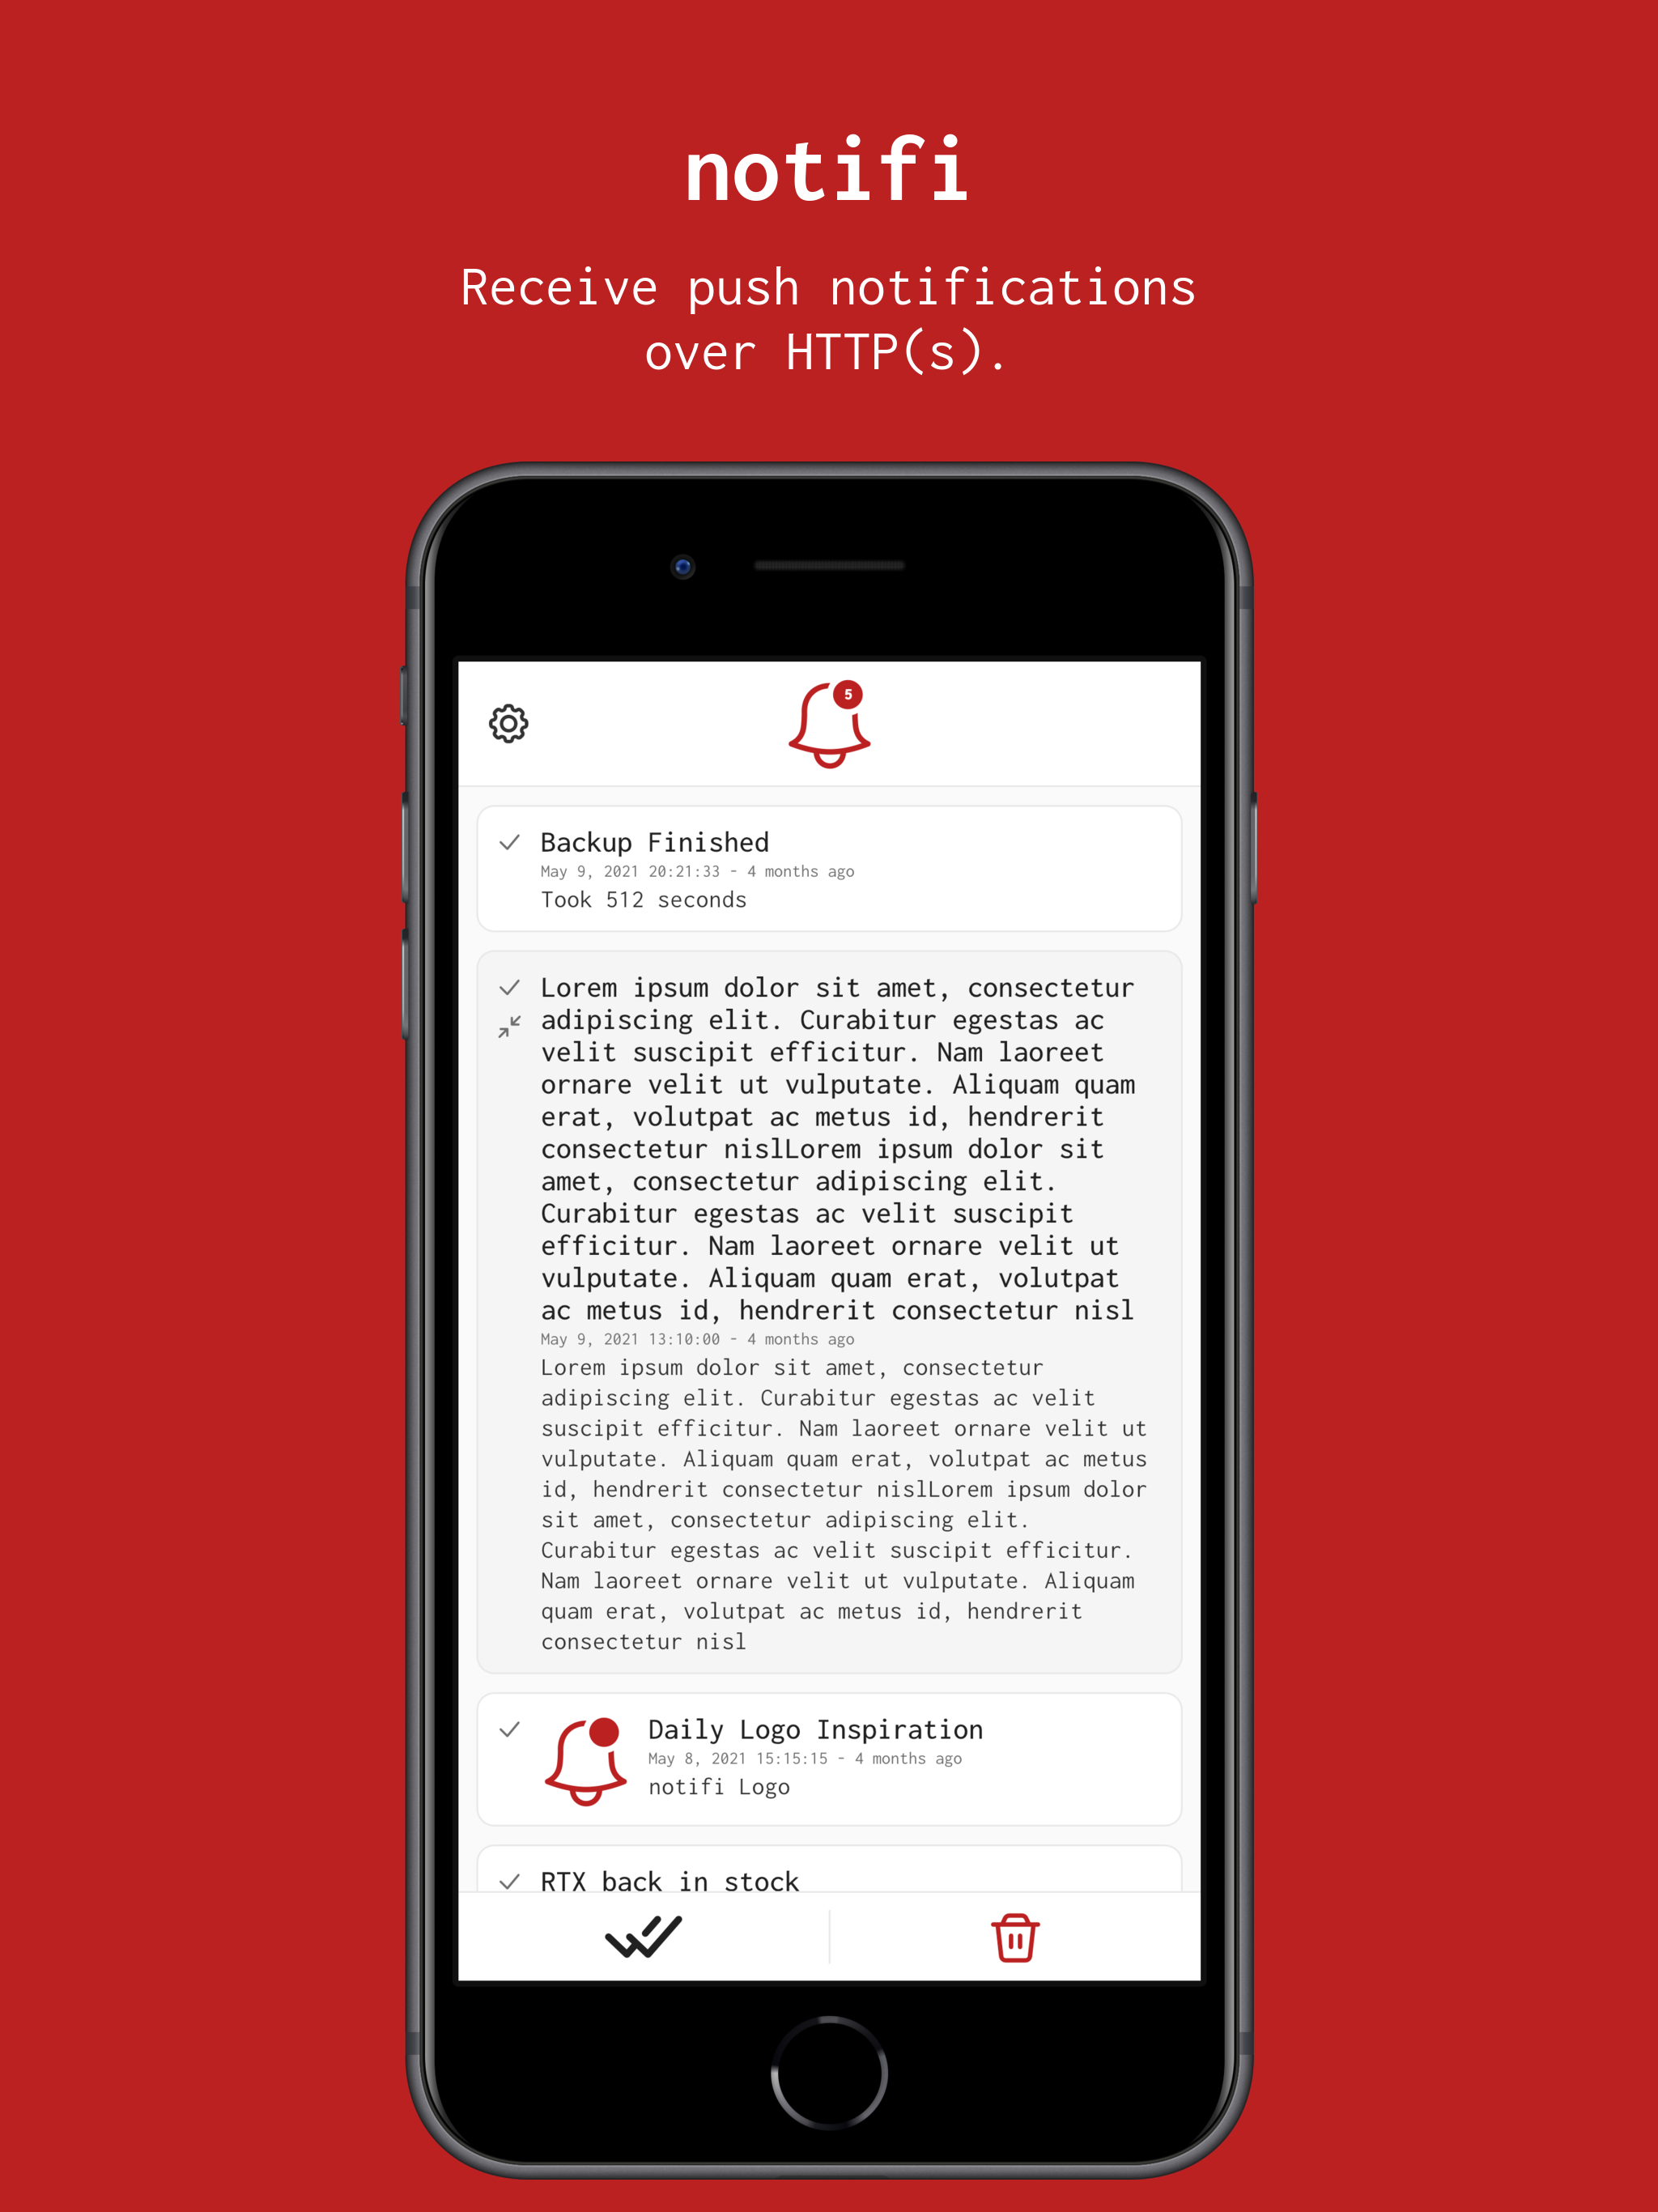 notifi
Receive push notifications
over HTTP(s).
5
Backup Finished
May 9, 2021 20:21:33 - 4 months ago
Took 512 seconds
Lorem ipsum dolor sit amet, consectetur
adipiscing elit. Curabitur egestas ac
velit suscipit efficitur. Nam laoreet
ornare velit ut vulputate. Aliquam quam
erat, volutpat ac metus id, hendrerit
consectetur nislLorem ipsum dolor sit
amet, consectetur adipiscing elit.
Curabitur egestas ac velit suscipit
efficitur. Nam laoreet ornare velit ut
vulputate. Aliquam quam erat, volutpat
ac metus id, hendrerit consectetur nisl
May 9, 2021 13:10:00 - 4 months ago
Lorem ipsum dolor sit amet, consectetur
adipiscing elit. Curabitur egestas ac velit
suscipit efficitur. Nam laoreet ornare velit ut
vulputate. Aliquam quam erat, volutpat ac metus
id, hendrerit consectetur nislLorem ipsum dolor
sit amet, consectetur adipiscing elit.
Curabitur egestas ac velit suscipit efficitur.
Nam laoreet ornare velit ut vulputate. Aliquam
quam erat, volutpat ac metus id, hendrerit
consectetur nisl
Daily Logo Inspiration
May 8, 2021 15:15:15 - 4 months ago
notifi Logo
RTX back in stock